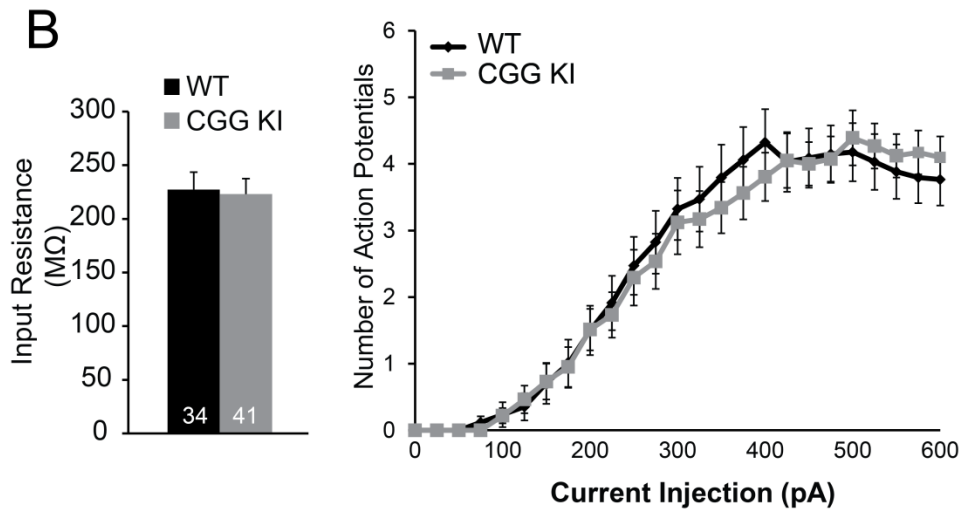 B
WT
CGG KI
Input Resistance
(MΩ)
300
250
200
150
100
50
0
34
41
WT
CGG KI
Number of Action Potentials
6
5
4
3
2
1
0
0
100
200
300
400
500
600
Current Injection (pA)